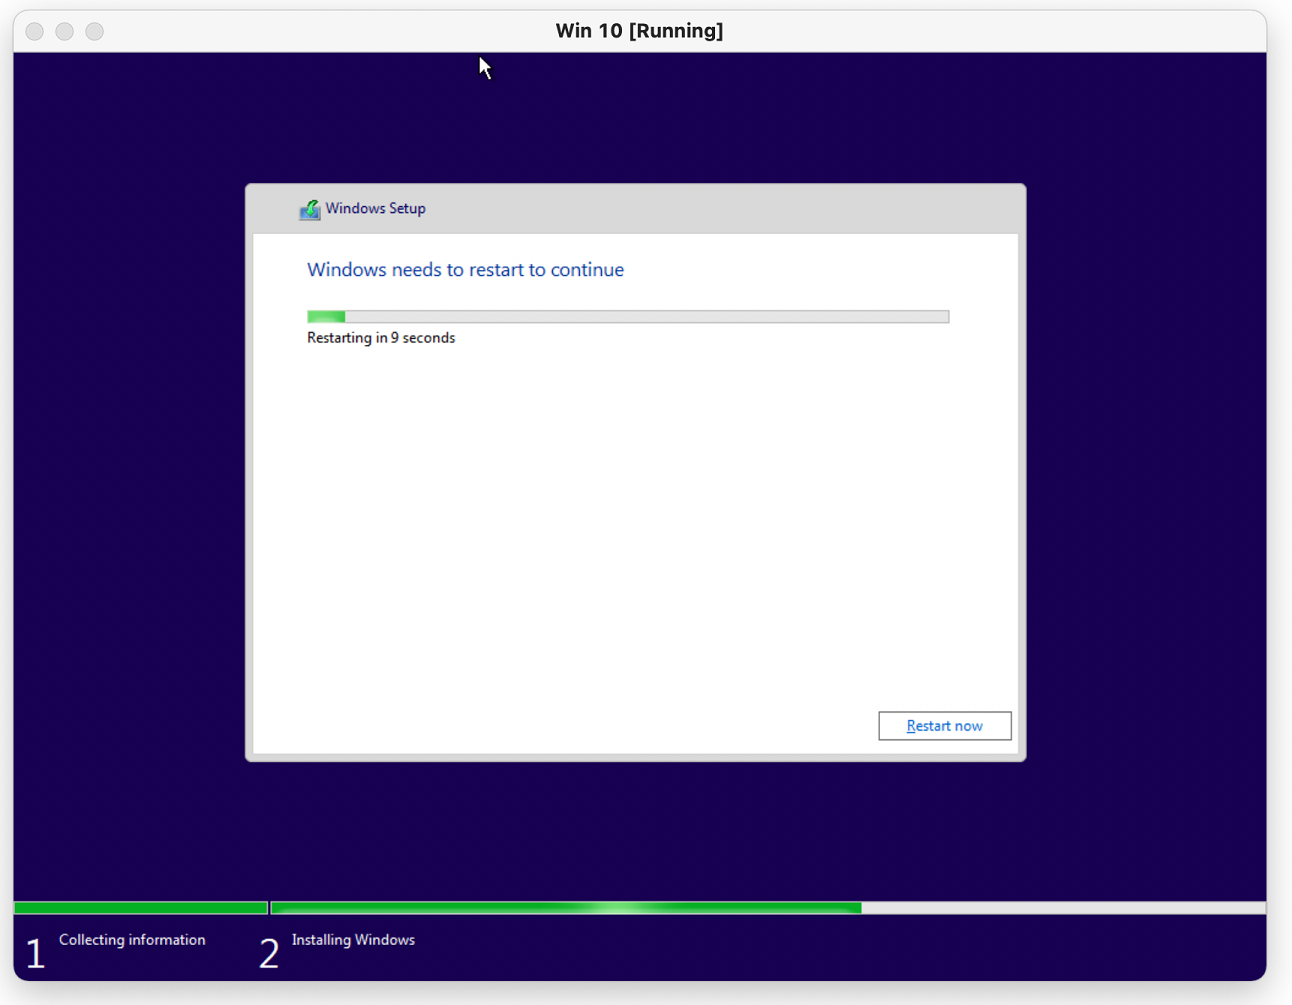 Win 10 [Running]
Windows Setup
Windows needs to restart to continue
Restarting in 9 seconds
Restart now
1 Collecting information
2 Installing Windows